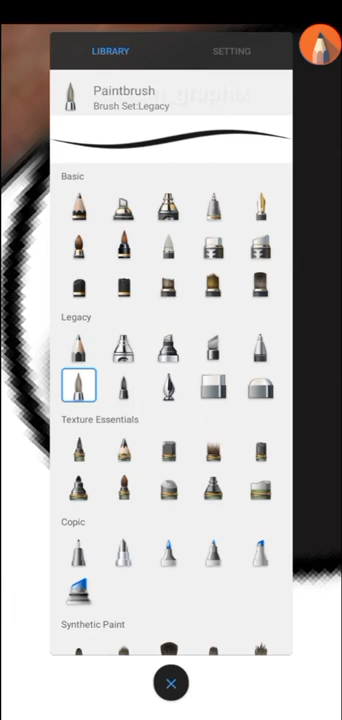 LIBRARY SETTING
Paintbrush
Brush Set:Legacy
Basic
Legacy
Texture Essentials
Copic
Synthetic Paint